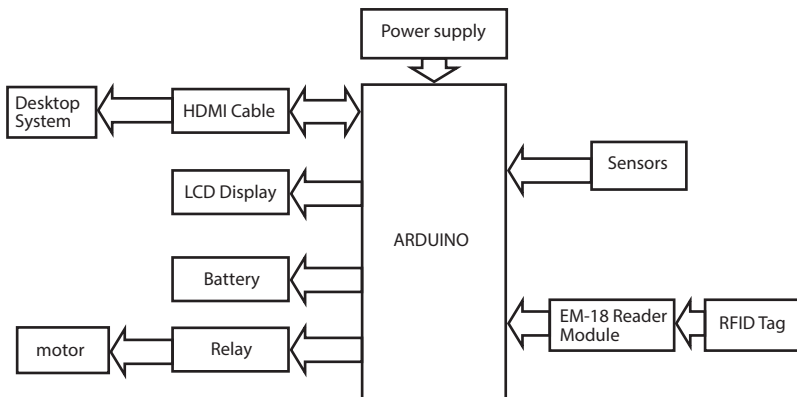 Power supply
Desktop
System
HDMI Cable
LCD Display
Sensors
ARDUINO
Battery
EM-18 Reader
Module
RFID Tag
motor
Relay